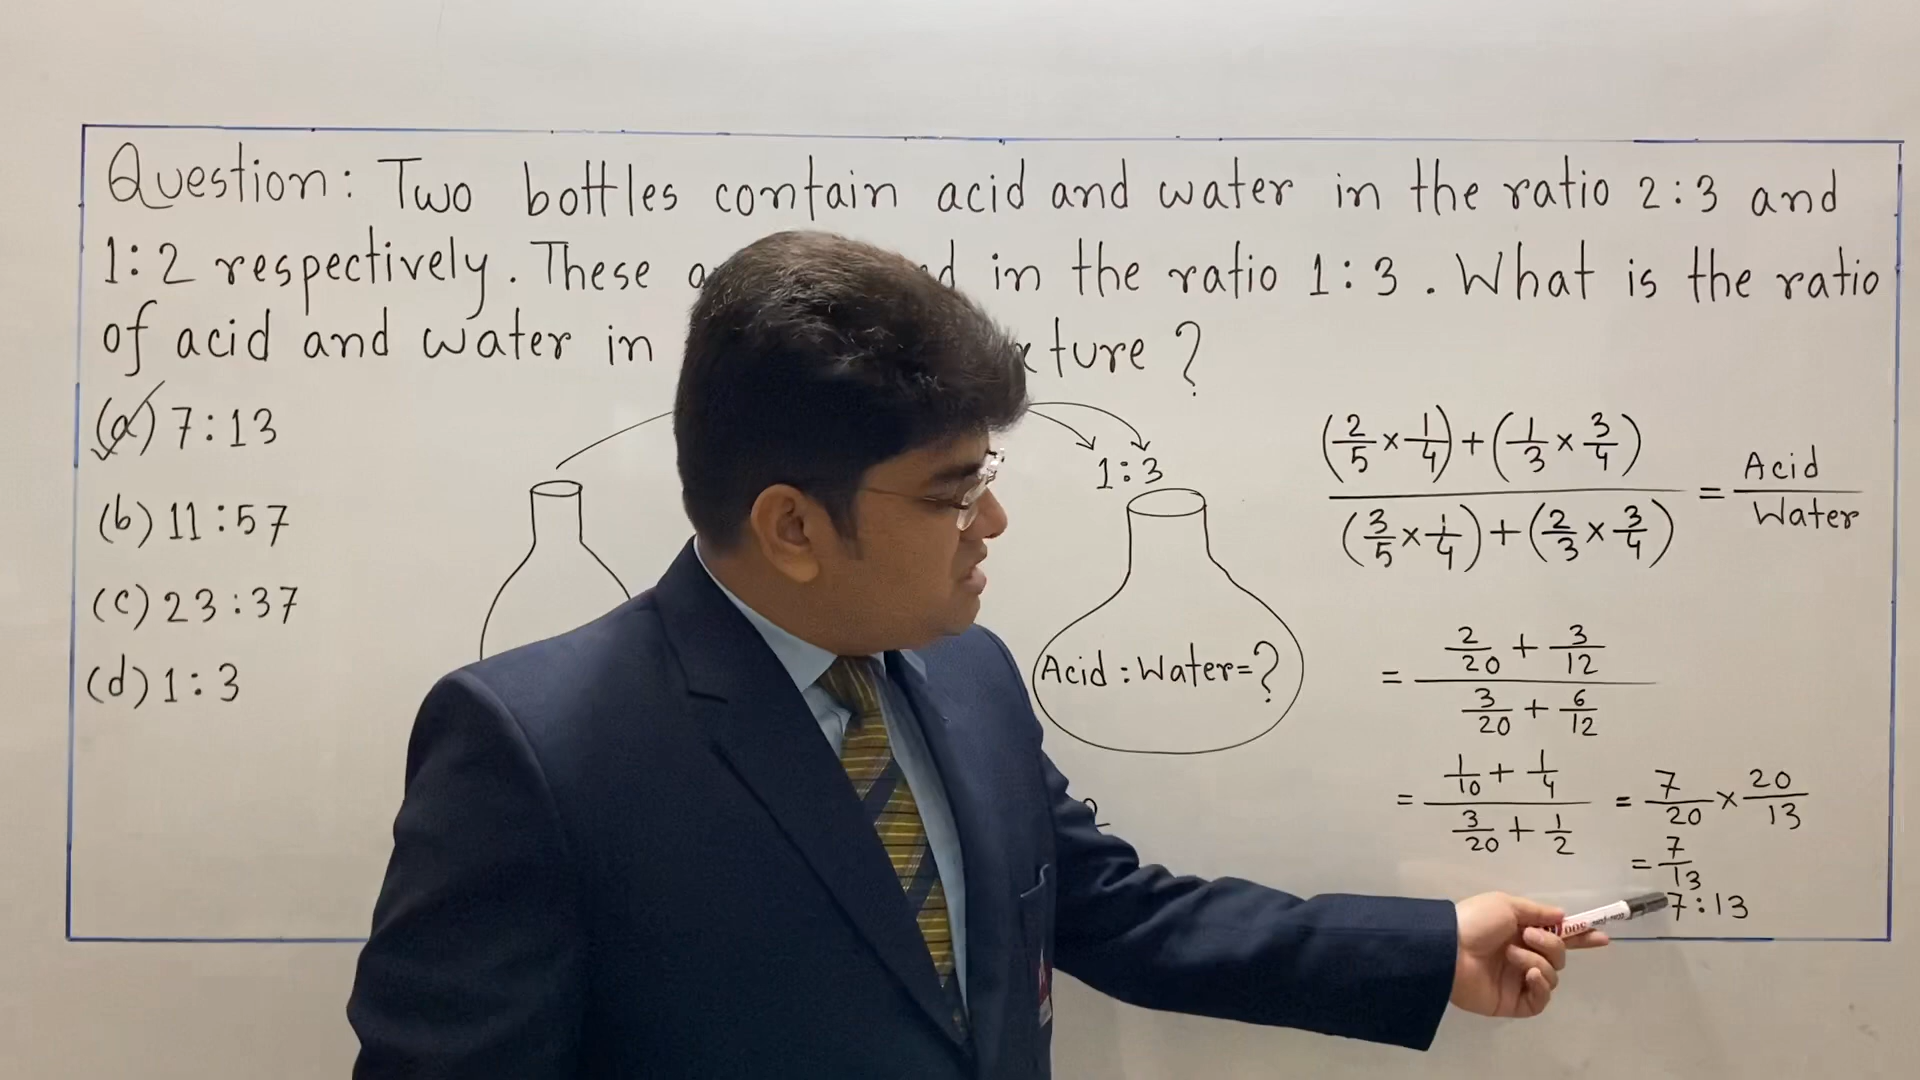 Question: Two bottles contain acid and water in the ratio 2:3 and
1:2 respectively. These in the ratio 1:3. What is the ratio
of acid and water in ?
(a) 7:13
(b) 11:57
(c) 23:37
(d) 1:3
1:3
Acid : Water=?
(2/5 × 1/4) + (1/3 × 3/4) / (3/5 × 1/4) + (2/3 × 3/4) = Acid/Water
= 2/20 + 3/12 / 3/20 + 6/12
= 1/10 + 1/4 / 3/20 + 1/2 = 7/20 × 20/13
= 7/13
7:13